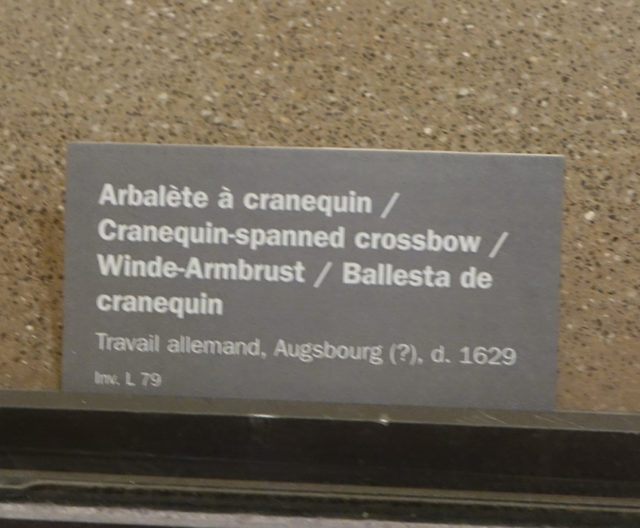 Arbalète à cranequin /
Cranequin-spanned crossbow /
Winde-Armbrust / Ballesta de
cranequin
Travail allemand, Augsbourg (?), d. 1629
Inv. L 79